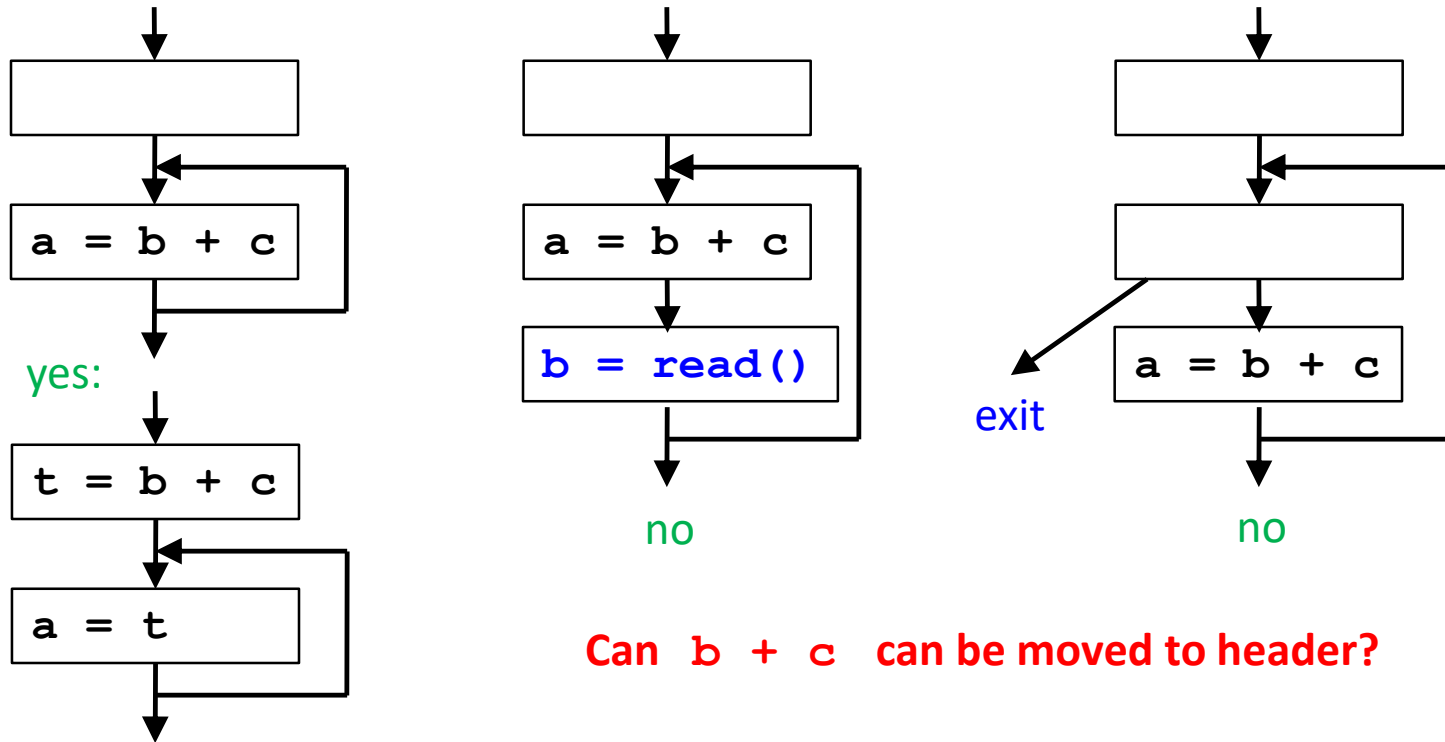 a = b + c
yes:
t = b + c
a = t
a = b + c
b = read()
no
exit
a = b + c
no
Can b + c can be moved to header?